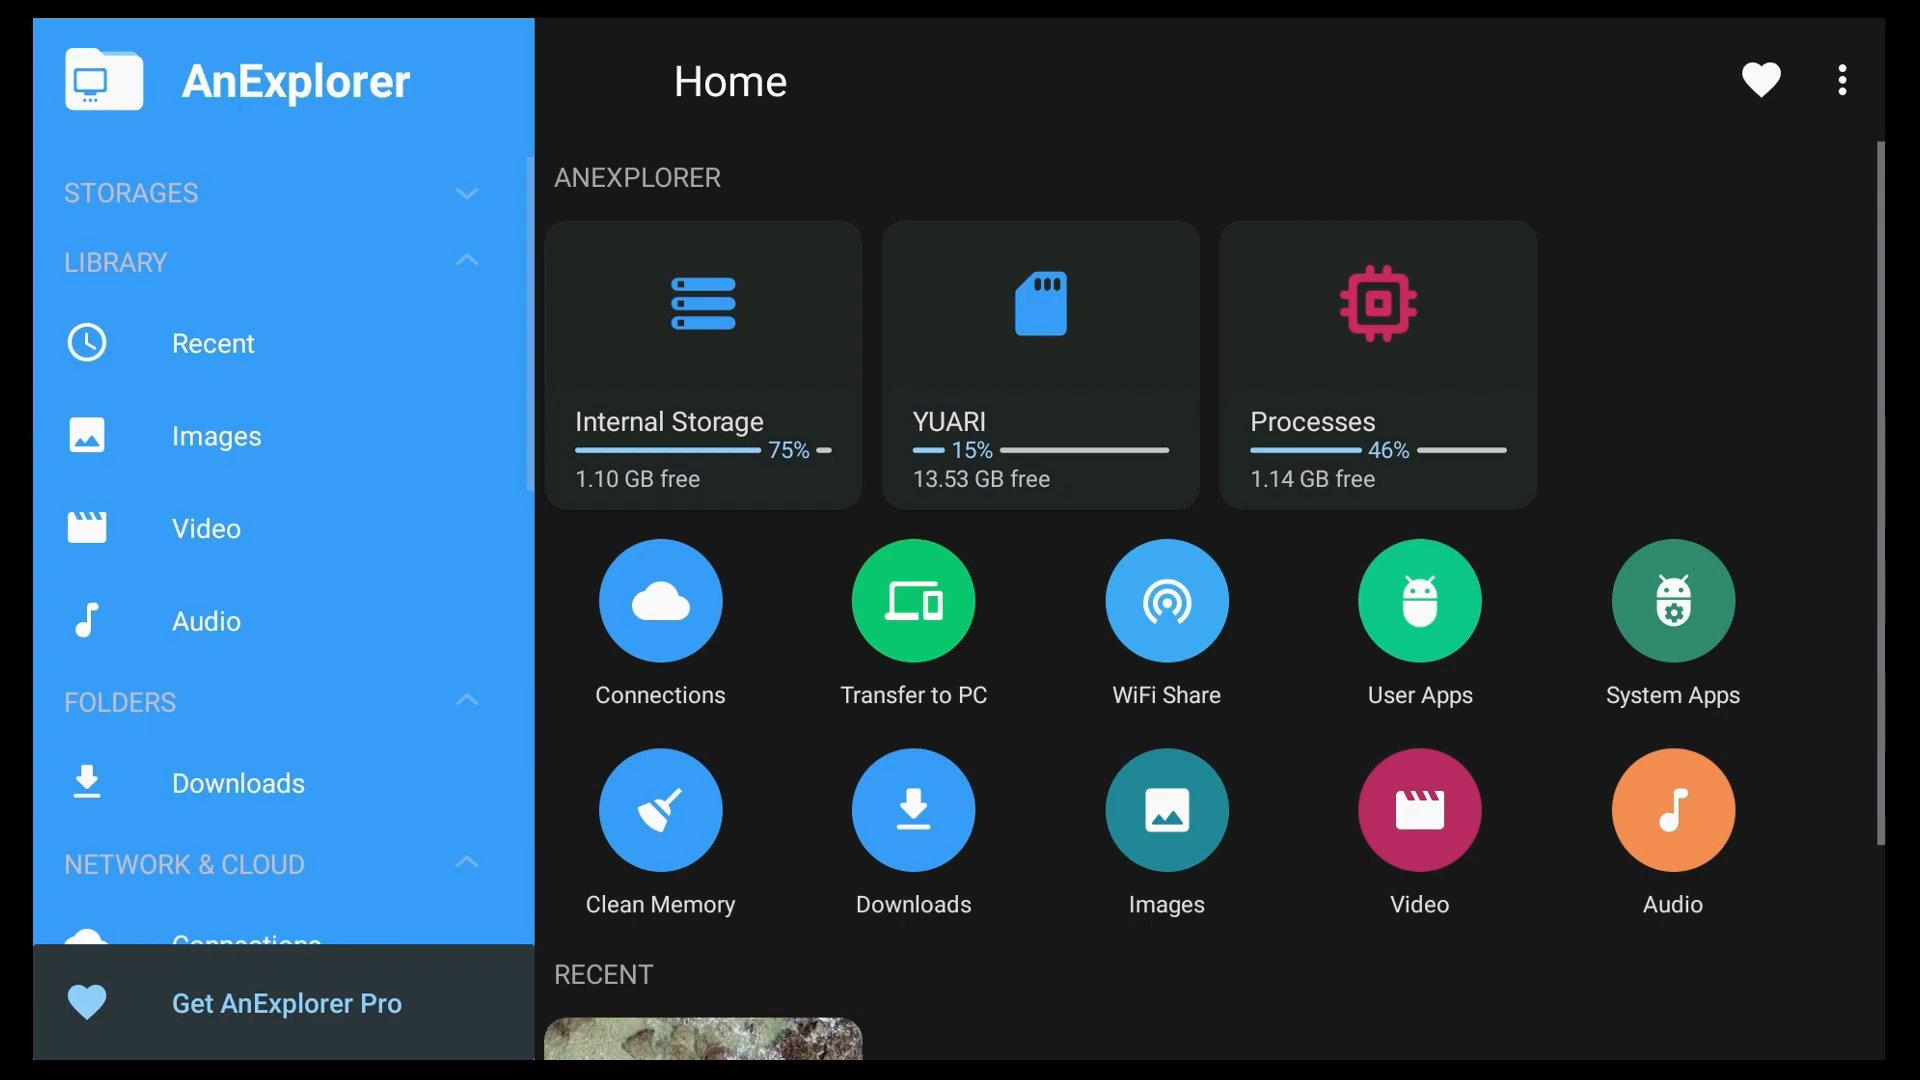 AnExplorer
STORAGES
LIBRARY
Recent
Images
Video
Audio
FOLDERS
Downloads
NETWORK & CLOUD
Connections
Get AnExplorer Pro
Home
ANEXPLORER
Internal Storage
75%
1.10 GB free
YUARI
15%
13.53 GB free
Processes
46%
1.14 GB free
Connections
Transfer to PC
WiFi Share
User Apps
System Apps
Clean Memory
Downloads
Images
Video
Audio
RECENT